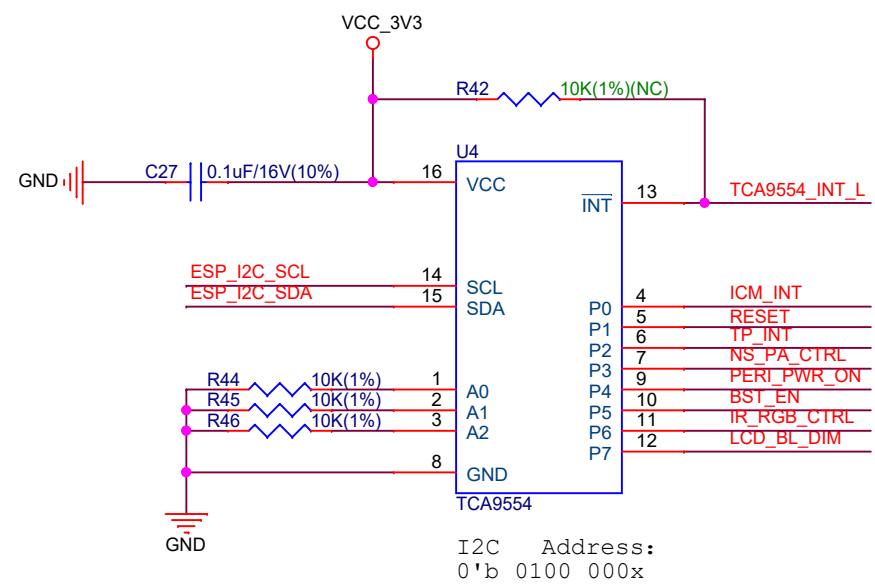 VCC_3V3
R42 10K(1%)(NC)
U4
GND C27 0.1uF/16V(10%) 16 VCC
INT 13 TCA9554_INT_L
ESP_I2C_SCL 14 SCL
ESP_I2C_SDA 15 SDA
P0 4 ICM_INT
P1 5 RESET
P2 6 TP_INT
P3 7 NS_PA_CTRL
R44 10K(1%) 1 A0
P4 9 PERI_PWR_ON
R45 10K(1%) 2 A1
P5 10 BST_EN
R46 10K(1%) 3 A2
P6 11 IR_RGB_CTRL
P7 12 LCD_BL_DIM
8 GND
TCA9554
GND
I2C Address:
0'b 0100 000x